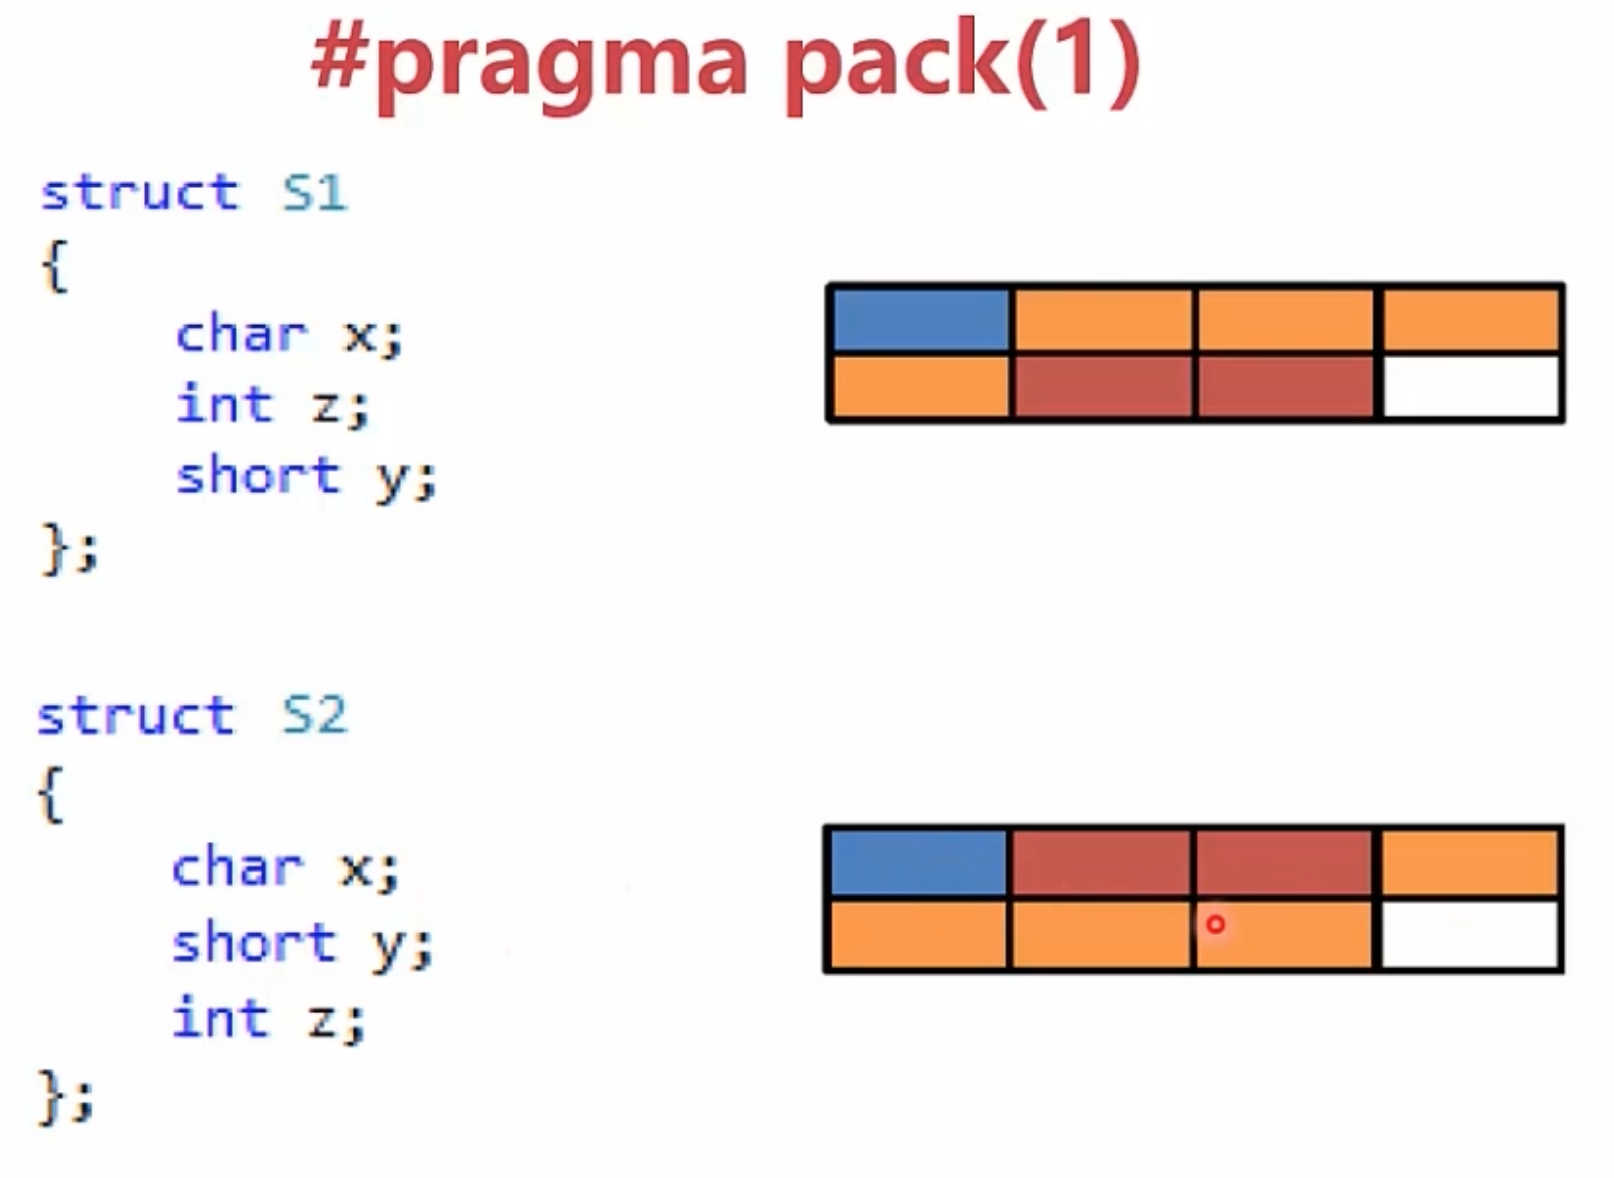 #pragma pack(1)
struct S1
{
char x;
int z;
short y;
};
struct S2
{
char x;
short y;
int z;
};